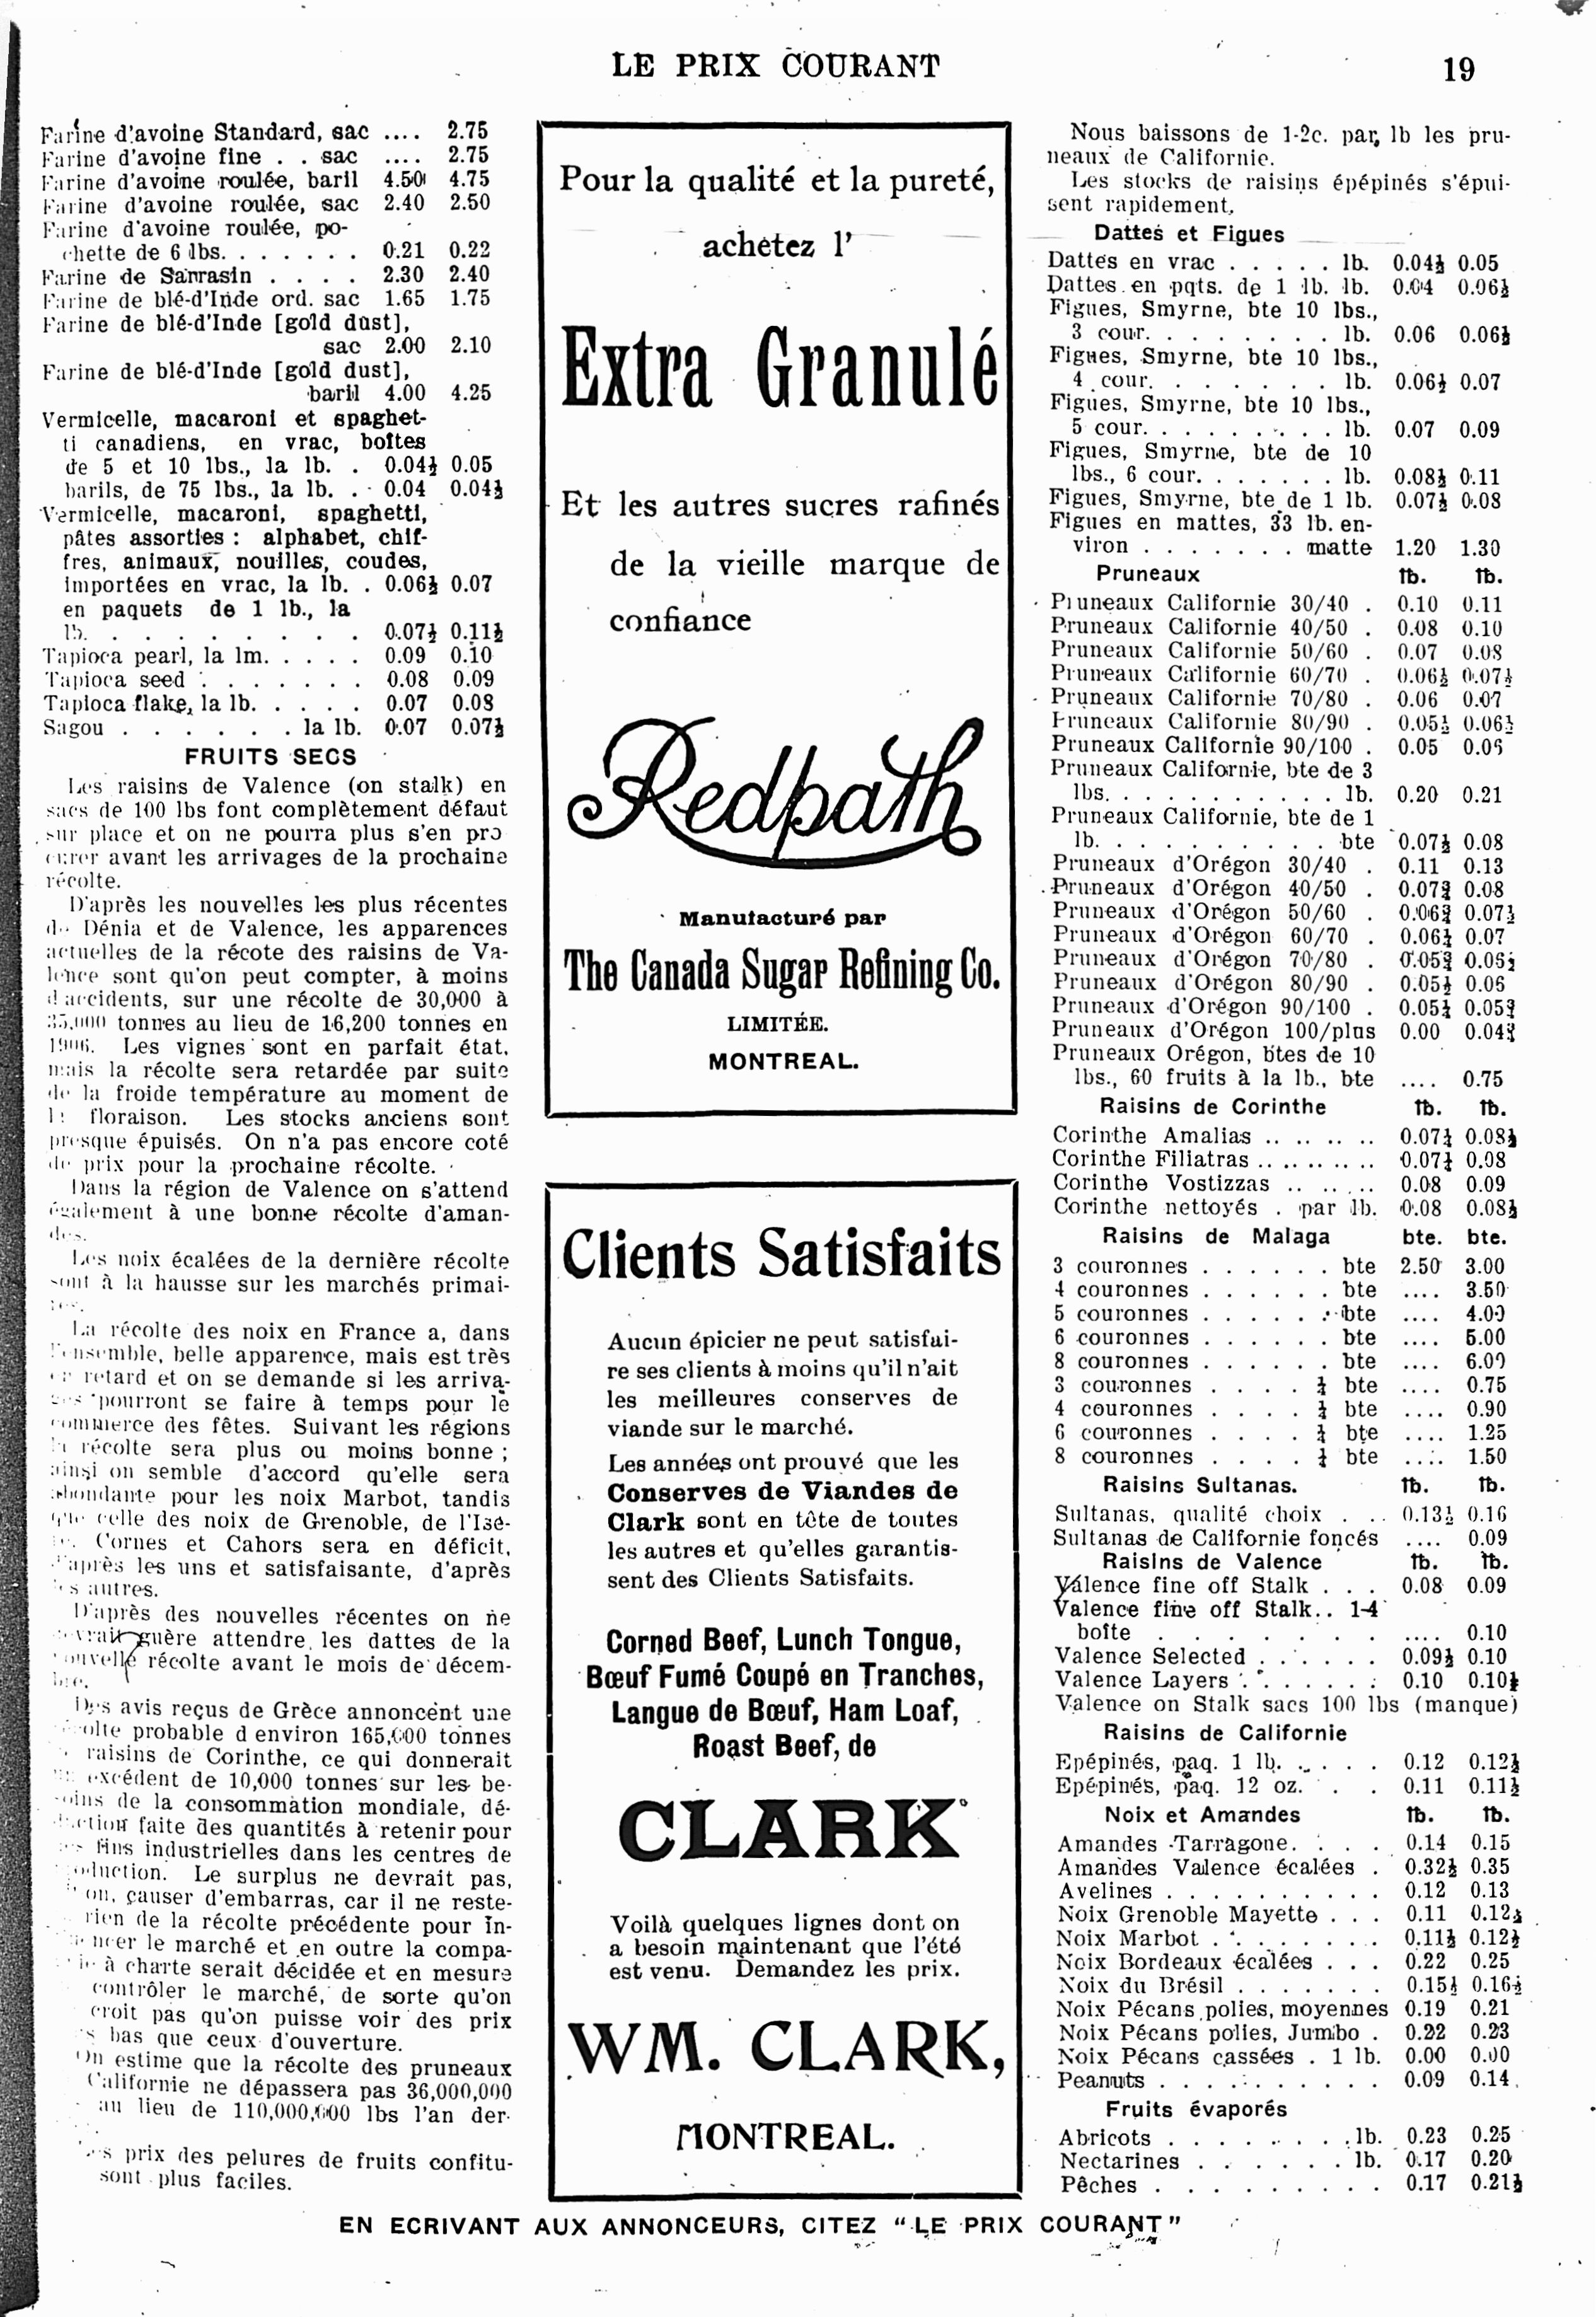 LE PRIX COURANT
19
Farine d'avoine Standard, sac .... 2.75
Farine d'avoine fine . . sac .... 2.75
Farine d'avoine roulée, baril 4.50 4.75
Farine d'avoine roulée, sac 2.40 2.50
Farine d'avoine roulée, po-
chette de 6 lbs. . . . . . . 0.21 0.22
Farine de Sarrasin . . . . 2.30 2.40
Farine de blé-d'Inde ord. sac 1.65 1.75
Farine de blé-d'Inde [gold dust],
sac 2.00 2.10
Farine de blé-d'Inde [gold dust],
baril 4.00 4.25
Vermicelle, macaroni et spaghet-
ti canadiens, en vrac, boîtes
de 5 et 10 lbs., la lb. . 0.04½ 0.05
barils, de 75 lbs., la lb. . . 0.04 0.04½
Vermicelle, macaroni, spaghetti,
pâtes assorties : alphabet, chif-
fres, animaux, nouilles, coudes,
importées en vrac, la lb. . 0.06½ 0.07
en paquets de 1 lb., la
lb. . . . . . . . . . 0.07½ 0.11½
Tapioca pearl, la lm. . . . . 0.09 0.10
Tapioca seed . . . . . . . 0.08 0.09
Tapioca flake, la lb. . . . . 0.07 0.08
Sagou . . . . . . la lb. 0.07 0.07½
FRUITS SECS
Les raisins de Valence (on stalk) en
sacs de 100 lbs font complètement défaut
sur place et on ne pourra plus s'en pro
curer avant les arrivages de la prochaine
récolte.
D'après les nouvelles les plus récentes
de Dénia et de Valence, les apparences
actuelles de la récote des raisins de Va-
lence sont qu'on peut compter, à moins
d'accidents, sur une récolte de 30,000 à
35,000 tonnes au lieu de 16,200 tonnes en
1906. Les vignes sont en parfait état,
mais la récolte sera retardée par suite
de la froide température au moment de
la floraison. Les stocks anciens sont
presque épuisés. On n'a pas encore coté
de prix pour la prochaine récolte.
Dans la région de Valence on s'attend
également à une bonne récolte d'aman-
des.
Les noix écalées de la dernière récolte
sont à la hausse sur les marchés primai-
res.
La récolte des noix en France a, dans
l'ensemble, belle apparence, mais est très
en retard et on se demande si les arriva-
ges pourront se faire à temps pour le
commerce des fêtes. Suivant les régions
la récolte sera plus ou moins bonne ;
ainsi on semble d'accord qu'elle sera
abondante pour les noix Marbot, tandis
que celle des noix de Grenoble, de l'Isè-
re, Cornes et Cahors sera en déficit,
d'après les uns et satisfaisante, d'après
les autres.
D'après des nouvelles récentes on ne
devrait guère attendre les dattes de la
nouvelle récolte avant le mois de décem-
bre.
Des avis reçus de Grèce annoncent une
récolte probable d environ 165,000 tonnes
raisins de Corinthe, ce qui donnerait
un excédent de 10,000 tonnes sur les be-
soins de la consommation mondiale, dé-
duction faite des quantités à retenir pour
les fins industrielles dans les centres de
production. Le surplus ne devrait pas,
on, causer d'embarras, car il ne reste-
rien de la récolte précédente pour in-
le marché et en outre la compa-
à charte serait décidée et en mesure
contrôler le marché, de sorte qu'on
croit pas qu'on puisse voir des prix
bas que ceux d'ouverture.
On estime que la récolte des pruneaux
Californie ne dépassera pas 36,000,000
au lieu de 110,000,000 lbs l'an der-
Les prix des pelures de fruits confitu-
sont plus faciles.
Pour la qualité et la pureté,
achetez l'
Extra Granulé
Et les autres sucres rafinés
de la vieille marque de
confiance
Redpath
Manufacturé par
The Canada Sugar Refining Co.
LIMITÉE.
MONTREAL.
Clients Satisfaits
Aucun épicier ne peut satisfai-
re ses clients à moins qu'il n'ait
les meilleures conserves de
viande sur le marché.
Les années ont prouvé que les
Conserves de Viandes de
Clark sont en tête de toutes
les autres et qu'elles garantis-
sent des Clients Satisfaits.
Corned Beef, Lunch Tongue,
Bœuf Fumé Coupé en Tranches,
Langue de Bœuf, Ham Loaf,
Roast Beef, de
CLARK
Voilà quelques lignes dont on
a besoin maintenant que l'été
est venu. Demandez les prix.
WM. CLARK,
MONTREAL.
Nous baissons de 1-2c. par lb les pru-
neaux de Californie.
Les stocks de raisins épépinés s'épui-
sent rapidement.
Dattes et Figues
Dattes en vrac . . . . . lb. 0.04½ 0.05
Dattes en pqts. de 1 lb. lb. 0.04 0.06½
Figues, Smyrne, bte 10 lbs.,
3 cour. . . . . . . . lb. 0.06 0.06½
Figues, Smyrne, bte 10 lbs.,
4 cour. . . . . . . lb. 0.06½ 0.07
Figues, Smyrne, bte 10 lbs.,
5 cour. . . . . . . . lb. 0.07 0.09
Figues, Smyrne, bte de 10
lbs., 6 cour. . . . . . lb. 0.08½ 0.11
Figues, Smyrne, bte de 1 lb. 0.07½ 0.08
Figues en mattes, 33 lb. en-
viron . . . . . . . matte 1.20 1.30
Pruneaux lb. lb.
Pruneaux Californie 30/40 . 0.10 0.11
Pruneaux Californie 40/50 . 0.08 0.10
Pruneaux Californie 50/60 . 0.07 0.08
Pruneaux Californie 60/70 . 0.06½ 0.07½
Pruneaux Californie 70/80 . 0.06 0.07
Pruneaux Californie 80/90 . 0.05½ 0.06½
Pruneaux Californie 90/100 . 0.05 0.06
Pruneaux Californie, bte de 3
lbs. . . . . . . . . . . lb. 0.20 0.21
Pruneaux Californie, bte de 1
lb. . . . . . . . . . . bte 0.07½ 0.08
Pruneaux d'Orégon 30/40 . 0.11 0.13
Pruneaux d'Orégon 40/50 . 0.07¾ 0.08
Pruneaux d'Orégon 50/60 . 0.06¾ 0.07½
Pruneaux d'Orégon 60/70 . 0.06¼ 0.07
Pruneaux d'Orégon 70/80 . 0.05¾ 0.06½
Pruneaux d'Orégon 80/90 . 0.05½ 0.06
Pruneaux d'Orégon 90/100 . 0.05¼ 0.05¾
Pruneaux d'Orégon 100/plus 0.00 0.04¾
Pruneaux Orégon, btes de 10
lbs., 60 fruits à la lb., bte .... 0.75
Raisins de Corinthe lb. lb.
Corinthe Amalias .. .. .. .. 0.07¼ 0.08½
Corinthe Filiatras .. .. .. .. 0.07¼ 0.08
Corinthe Vostizzas .. .. .. 0.08 0.09
Corinthe nettoyés . par lb. 0.08 0.08½
Raisins de Malaga bte. bte.
3 couronnes . . . . . . bte 2.50 3.00
4 couronnes . . . . . . bte .... 3.50
5 couronnes . . . . . . bte .... 4.00
6 couronnes . . . . . . bte .... 5.00
8 couronnes . . . . . . bte .... 6.00
3 couronnes . . . . ¼ bte .... 0.75
4 couronnes . . . . ¼ bte .... 0.90
6 couronnes . . . . ¼ bte .... 1.25
8 couronnes . . . . ¼ bte .... 1.50
Raisins Sultanas. lb. lb.
Sultanas, qualité choix . .. 0.13½ 0.16
Sultanas de Californie foncés .... 0.09
Raisins de Valence lb. lb.
Valence fine off Stalk . . . 0.08 0.09
Valence fine off Stalk.. 1-4
boîte . . . . . . . .... 0.10
Valence Selected . . . . . . 0.09½ 0.10
Valence Layers . . . . . . . 0.10 0.10½
Valence on Stalk sacs 100 lbs (manque)
Raisins de Californie
Epépinés, paq. 1 lb. . . . . 0.12 0.12½
Epépinés, paq. 12 oz. . . . 0.11 0.11½
Noix et Amandes lb. lb.
Amandes Tarragone. . . . . 0.14 0.15
Amandes Valence écalées . 0.32½ 0.35
Avelines . . . . . . . . . . 0.12 0.13
Noix Grenoble Mayette . . . 0.11 0.12½
Noix Marbot . . . . . . . . 0.11½ 0.12½
Noix Bordeaux écalées . . . 0.22 0.25
Noix du Brésil . . . . . . . 0.15½ 0.16½
Noix Pécans polies, moyennes 0.19 0.21
Noix Pécans polies, Jumbo . 0.22 0.23
Noix Pécans cassées . 1 lb. 0.00 0.00
Peanuts . . . . . . . . . . 0.09 0.14
Fruits évaporés
Abricots . . . . . . . . lb. 0.23 0.25
Nectarines . . . . . . lb. 0.17 0.20
Pêches . . . . . . . . . . 0.17 0.21½
EN ECRIVANT AUX ANNONCEURS, CITEZ "LE PRIX COURANT"